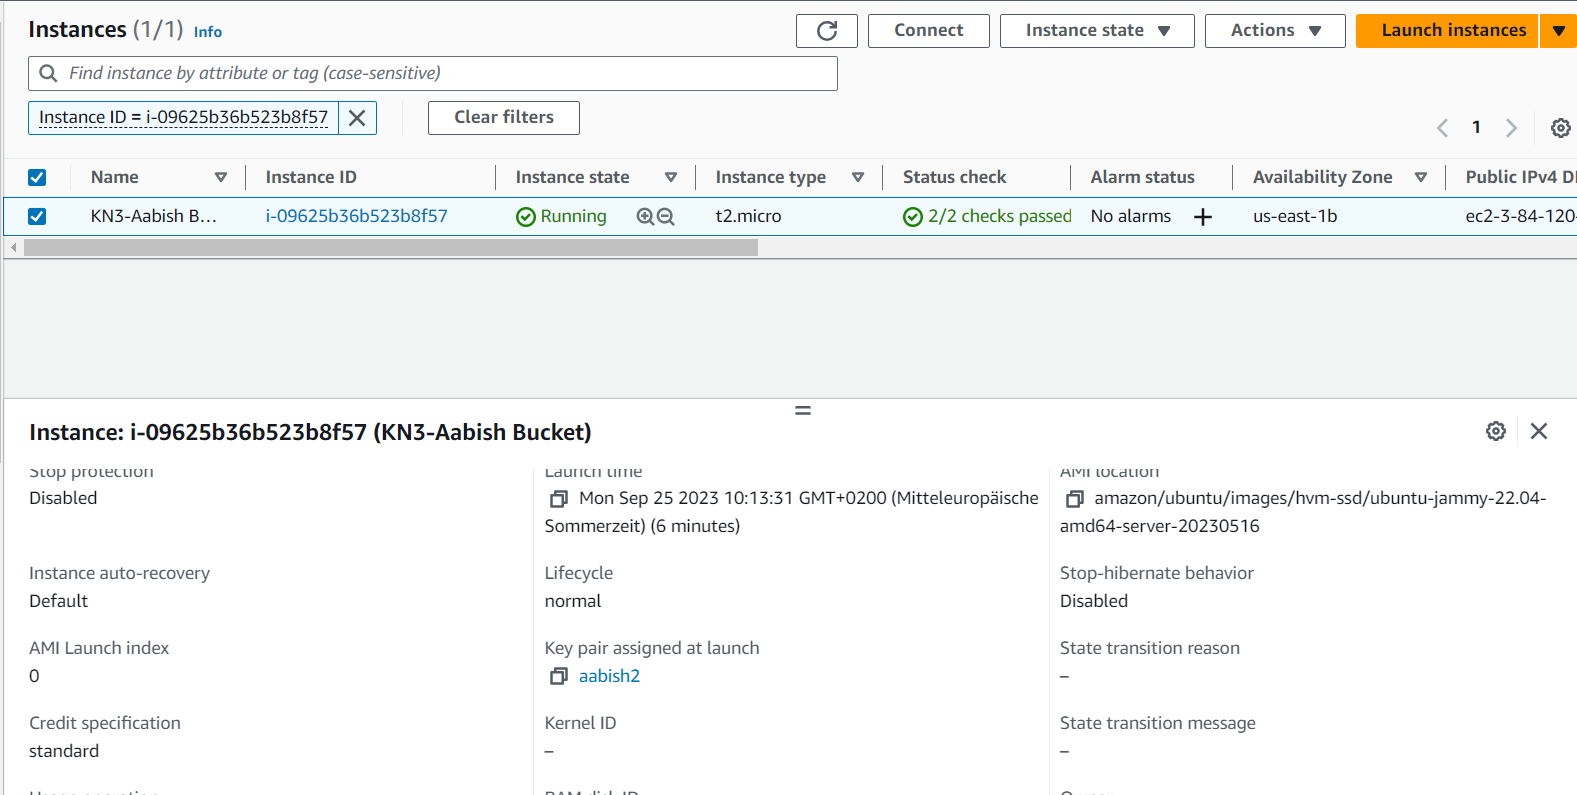 Instances (1/1) Info
Connect
Instance state
Actions
Launch instances
Find instance by attribute or tag (case-sensitive)
Instance ID = i-09625b36b523b8f57
Clear filters
1
Name Instance ID Instance state Instance type Status check Alarm status Availability Zone Public IPv4 D
KN3-Aabish B... i-09625b36b523b8f57 Running t2.micro 2/2 checks passed No alarms + us-east-1b ec2-3-84-120-
Instance: i-09625b36b523b8f57 (KN3-Aabish Bucket)
Stop protection
Disabled
Launch time
Mon Sep 25 2023 10:13:31 GMT+0200 (Mitteleuropäische
Sommerzeit) (6 minutes)
AMI location
amazon/ubuntu/images/hvm-ssd/ubuntu-jammy-22.04-
amd64-server-20230516
Instance auto-recovery
Default
Lifecycle
normal
Stop-hibernate behavior
Disabled
AMI Launch index
0
Key pair assigned at launch
aabish2
State transition reason
–
Credit specification
standard
Kernel ID
–
State transition message
–
RAM disk ID